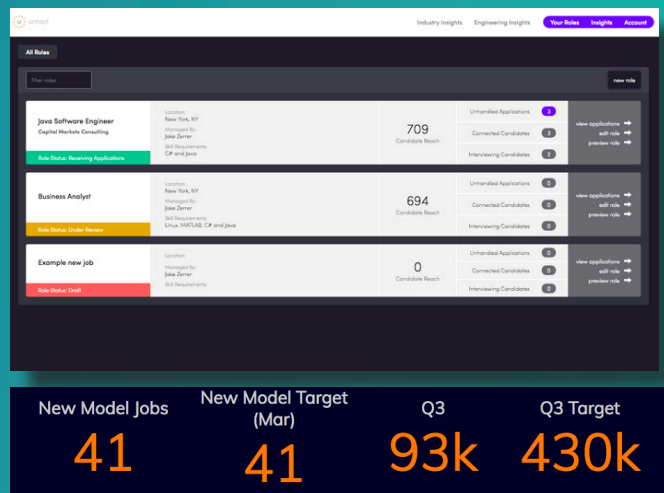 untapt
Industry Insights
Engineering Insights
Your Roles
Insights
Account
All Roles
filter roles
new role
Java Software Engineer
Capital Markets Consulting
Role Status: Receiving Applications
Location:
New York, NY
Managed By:
Jake Zerrer
Skill Requirements:
C# and Java
709
Candidate Reach
Unhandled Applications 3
Connected Candidates 3
Interviewing Candidates 2
view applications
edit role
preview role
Business Analyst
Role Status: Under Review
Location:
New York, NY
Managed By:
Jake Zerrer
Skill Requirements:
Linux, MATLAB, C# and Java
694
Candidate Reach
Unhandled Applications 0
Connected Candidates 0
Interviewing Candidates 0
view applications
edit role
preview role
Example new job
Role Status: Draft
Location:
Managed By:
Jake Zerrer
Skill Requirements:
0
Candidate Reach
Unhandled Applications 0
Connected Candidates 0
Interviewing Candidates 0
view applications
edit role
preview role
New Model Jobs
41
New Model Target
(Mar)
41
Q3
93k
Q3 Target
430k